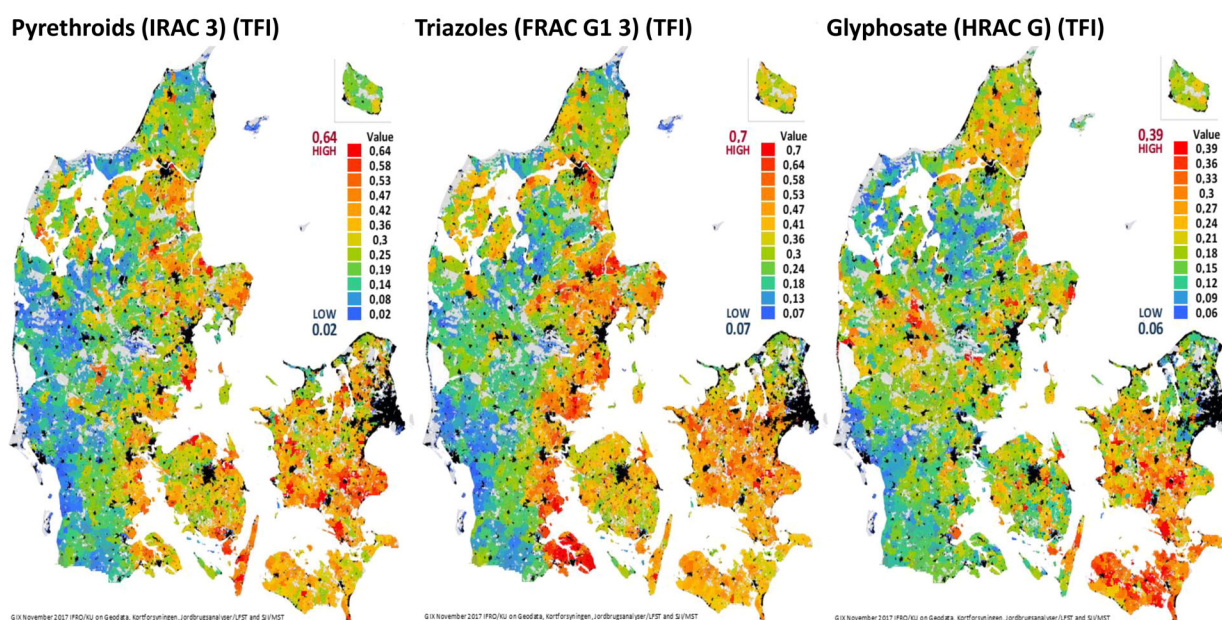 Pyrethroids (IRAC 3) (TFI)
0,64
HIGH
Value
0,64
0,58
0,53
0,47
0,42
0,36
0,3
0,25
0,19
0,14
0,08
0,02
LOW
0.02
GIX November 2017 IFRO/KU on Geodata, Kortforsyningen, Jordbrugsanalyser/LFST and SJI/MST
Triazoles (FRAC G1 3) (TFI)
0,7
HIGH
Value
0,7
0,64
0,58
0,53
0,47
0,41
0,36
0,3
0,24
0,18
0,13
0,07
LOW
0.07
GIX November 2017 IFRO/KU on Geodata, Kortforsyningen, Jordbrugsanalyser/LFST and SJI/MST
Glyphosate (HRAC G) (TFI)
0,39
HIGH
Value
0,39
0,36
0,33
0,3
0,27
0,24
0,21
0,18
0,15
0,12
0,09
0,06
LOW
0.06
GIX November 2017 IFRO/KU on Geodata, Kortforsyningen, Jordbrugsanalyser/LFST and SJI/MST